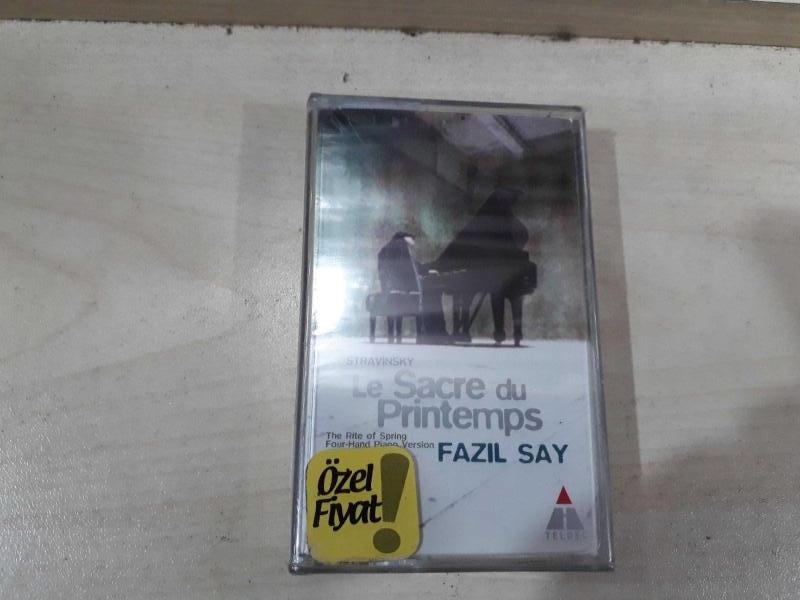 STRAVINSKY
Le Sacre du
Printemps
The Rite of Spring
Four-Hand Piano Version
FAZIL SAY
Özel
Fiyat!
TELDEC